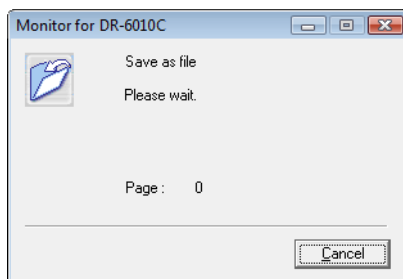 Monitor for DR-6010C
Save as file
Please wait.
Page : 0
Cancel